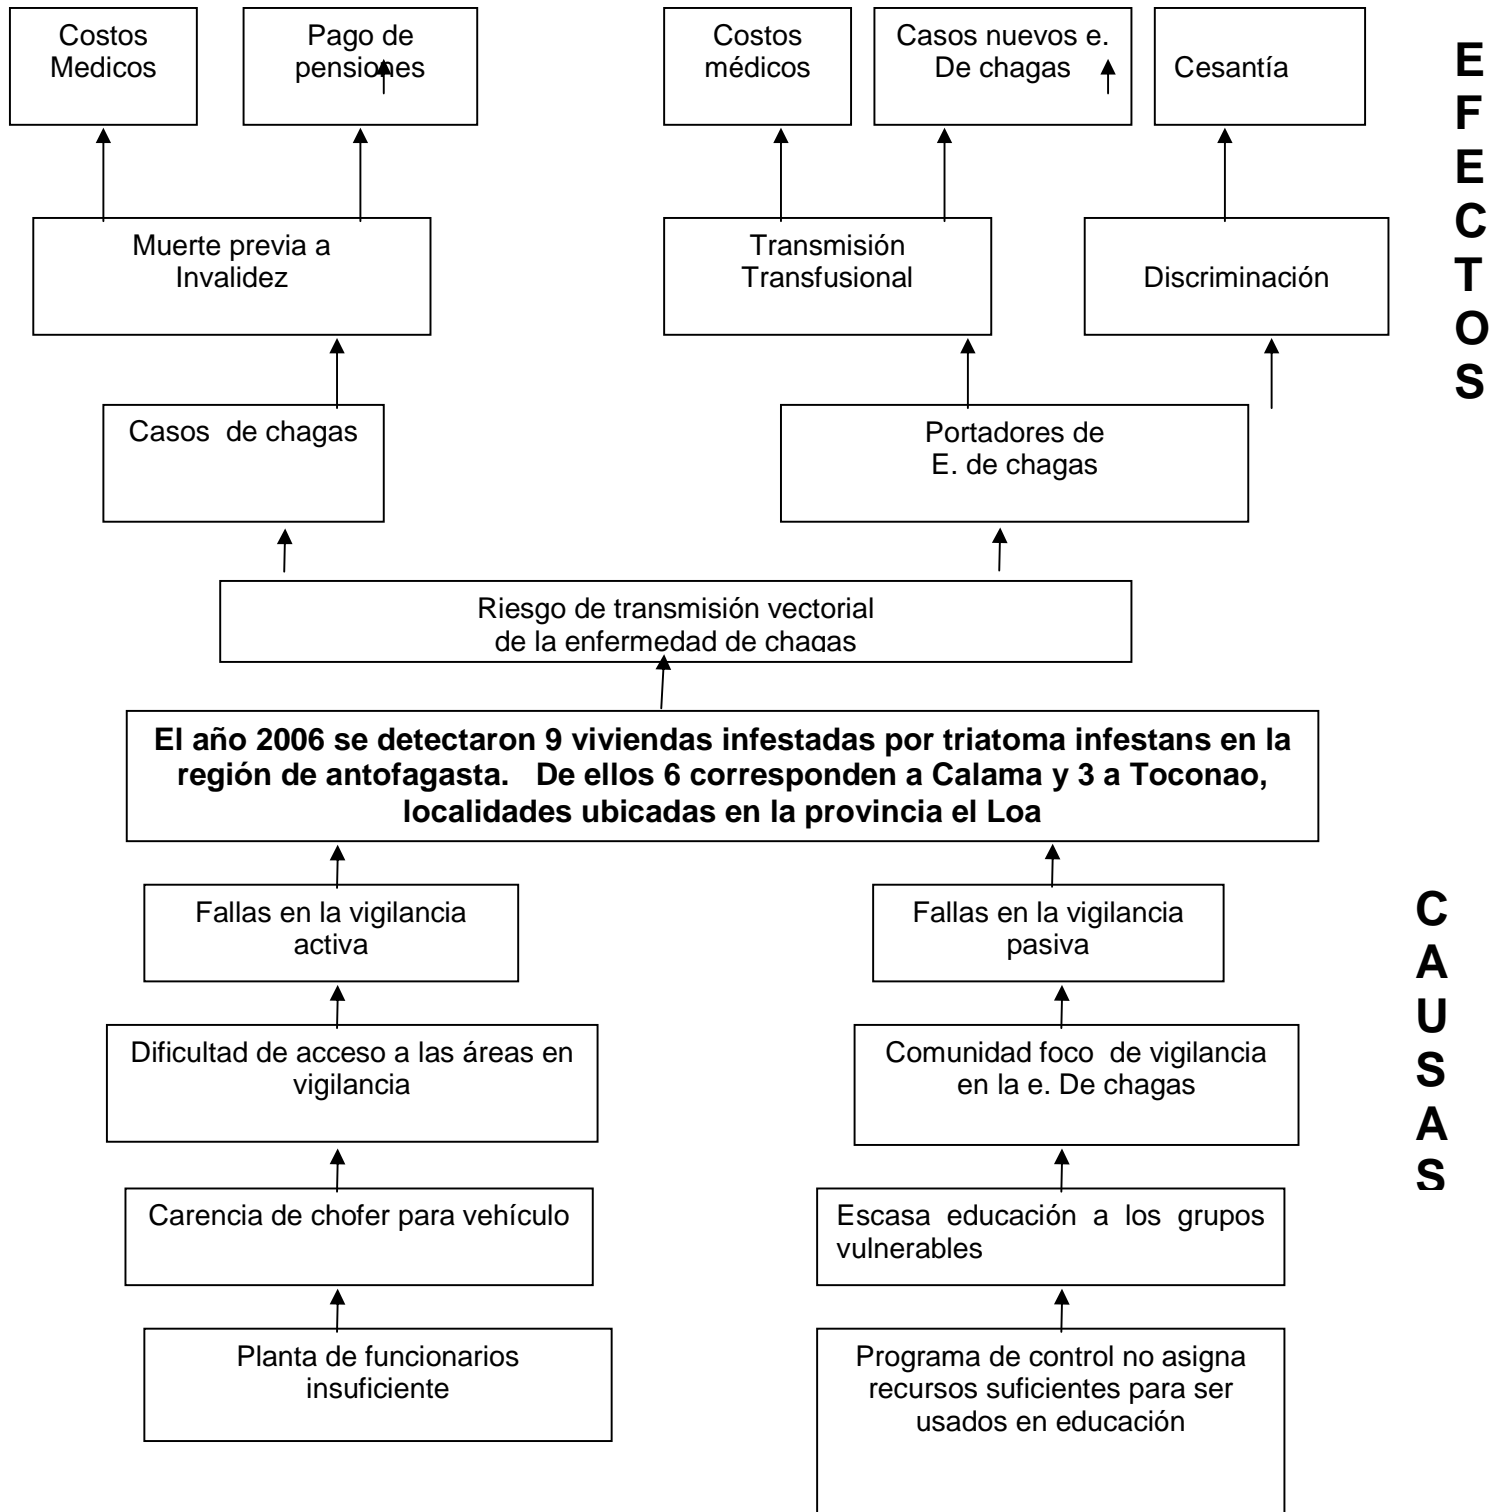 Costos
Medicos
Pago de
pensiones
Costos
médicos
Casos nuevos e.
De chagas
Cesantía
E
F
E
C
T
O
S
Muerte previa a
Invalidez
Transmisión
Transfusional
Discriminación
Casos de chagas
Portadores de
E. de chagas
Riesgo de transmisión vectorial
de la enfermedad de chagas
El año 2006 se detectaron 9 viviendas infestadas por triatoma infestans en la
región de antofagasta. De ellos 6 corresponden a Calama y 3 a Toconao,
localidades ubicadas en la provincia el Loa
Fallas en la vigilancia
activa
Fallas en la vigilancia
pasiva
C
A
U
S
A
S
Dificultad de acceso a las áreas en
vigilancia
Comunidad foco de vigilancia
en la e. De chagas
Carencia de chofer para vehículo
Escasa educación a los grupos
vulnerables
Planta de funcionarios
insuficiente
Programa de control no asigna
recursos suficientes para ser
usados en educación